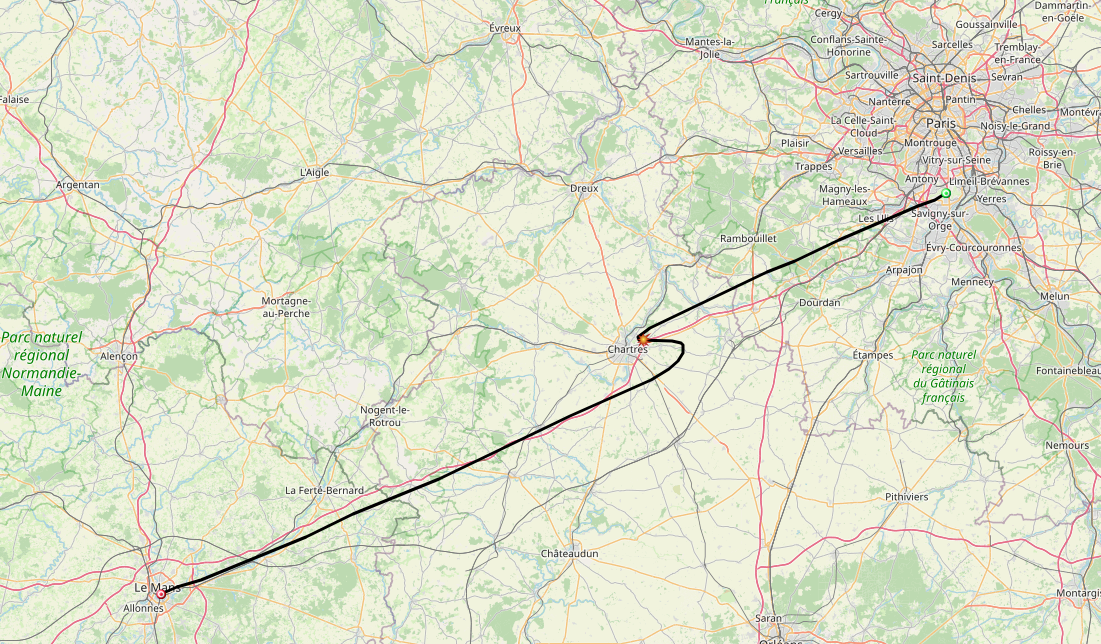 Français
Cergy
Dammartin-
en-Goële
Goussainville
Évreux
Mantes-la-
Jolie
Conflans-Sainte-
Honorine
Sarcelles
Tremblay-
en-France
Sartrouville
Saint-Denis
Sevran
Falaise
Nanterre
Pantin
Chelles
La Celle-Saint-
Cloud
Paris
Noisy-le-Grand
Plaisir
Versailles
Montrouge
Trappes
Vitry-sur-Seine
Roissy-en-
Brie
L'Aigle
Argentan
Dreux
Antony
Limeil-Brévannes
Magny-les-
Hameaux
Yerres
Les Ulis
Savigny-sur-
Orge
Rambouillet
Évry-Courcouronnes
Arpajon
Mennecy
Melun
Mortagne-
au-Perche
Dourdan
Parc naturel
régional
Normandie-
Maine
Alençon
Chartres
Étampes
Parc naturel
régional
du Gâtinais
français
Nogent-le-
Rotrou
Nemours
La Ferté-Bernard
Pithiviers
Châteaudun
Le Mans
Allonnes
Saran
Orléans